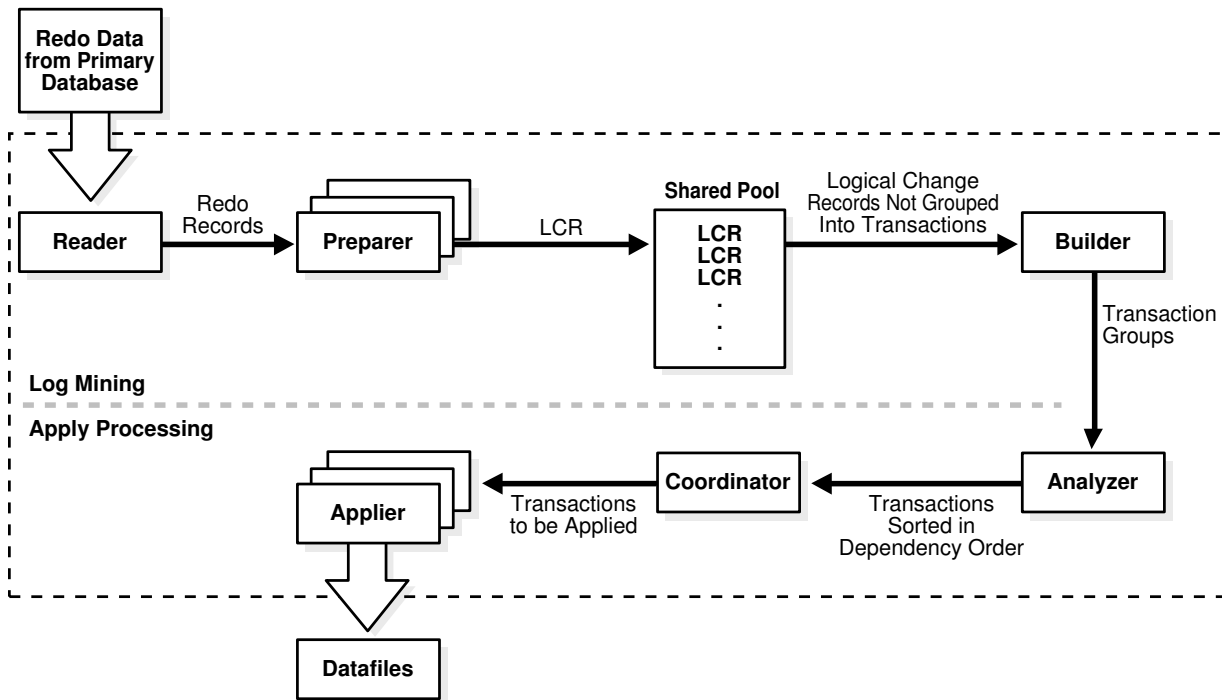 Redo Data
from Primary
Database
Reader
Redo
Records
Preparer
LCR
Shared Pool
LCR
LCR
LCR
.
.
.
Logical Change
Records Not Grouped
Into Transactions
Builder
Transaction
Groups
Log Mining
Apply Processing
Applier
Transactions
to be Applied
Coordinator
Transactions
Sorted in
Dependency Order
Analyzer
Datafiles